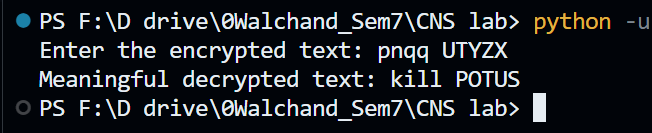 PS F:\D drive\0Walchand_Sem7\CNS lab> python -u
Enter the encrypted text: pnqq UTYZX
Meaningful decrypted text: kill POTUS
PS F:\D drive\0Walchand_Sem7\CNS lab>